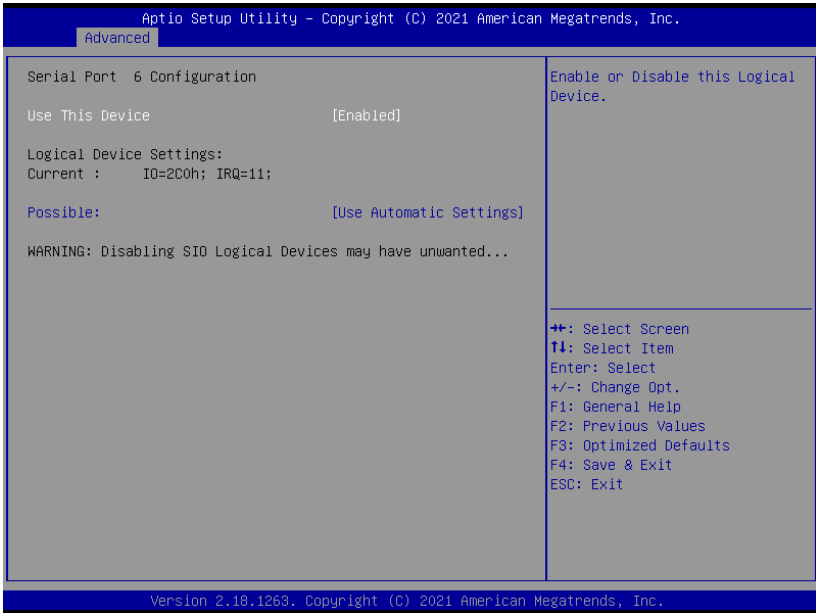 Aptio Setup Utility – Copyright (C) 2021 American Megatrends, Inc.
Advanced
Serial Port  6 Configuration
Use This Device [Enabled]
Logical Device Settings:
Current : IO=2C0h; IRQ=11;
Possible: [Use Automatic Settings]
WARNING: Disabling SIO Logical Devices may have unwanted...
Enable or Disable this Logical
Device.
→←: Select Screen
↑↓: Select Item
Enter: Select
+/-: Change Opt.
F1: General Help
F2: Previous Values
F3: Optimized Defaults
F4: Save & Exit
ESC: Exit
Version 2.18.1263. Copyright (C) 2021 American Megatrends, Inc.